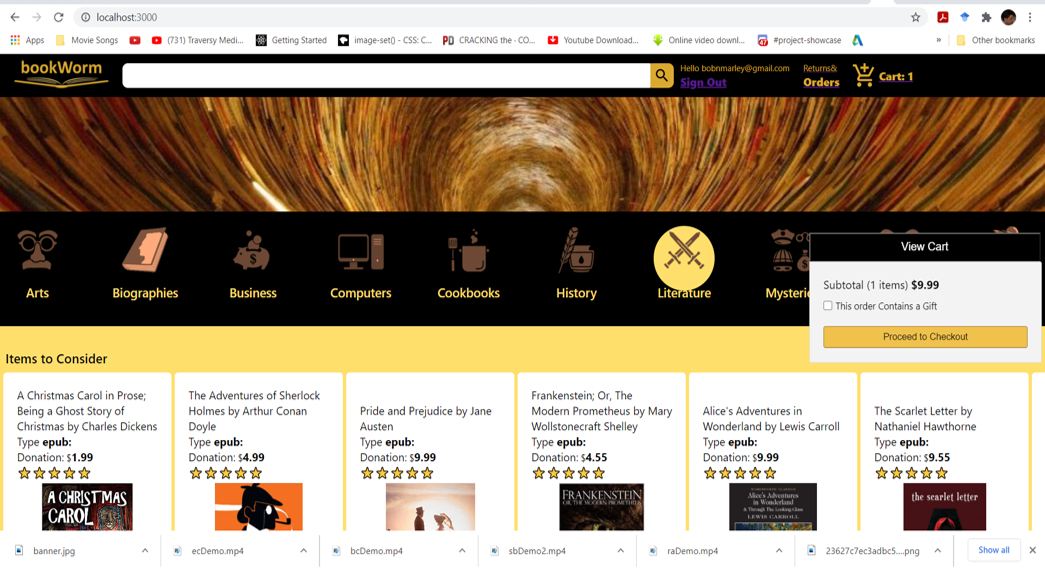 localhost:3000
Apps
Movie Songs
(731) Traversy Medi...
Getting Started
image-set() - CSS: C...
CRACKING the - CO...
Youtube Download...
Online video downl...
#project-showcase
»
Other bookmarks
bookWorm
Hello bobnmarley@gmail.com
Sign Out
Returns&
Orders
Cart: 1
Arts
Biographies
Business
Computers
Cookbooks
History
Literature
Mysterie
View Cart
Subtotal (1 items) $9.99
This order Contains a Gift
Proceed to Checkout
Items to Consider
A Christmas Carol in Prose;
Being a Ghost Story of
Christmas by Charles Dickens
Type epub:
Donation: $1.99
A CHRISTMAS
CAROL
The Adventures of Sherlock
Holmes by Arthur Conan
Doyle
Type epub:
Donation: $4.99
Pride and Prejudice by Jane
Austen
Type epub:
Donation: $9.99
Frankenstein; Or, The
Modern Prometheus by Mary
Wollstonecraft Shelley
Type epub:
Donation: $4.55
FRANKENSTEIN
OR, THE MODERN PROMETHEUS
Alice's Adventures in
Wonderland by Lewis Carroll
Type epub:
Donation: $9.99
Alice's Adventures
in Wonderland
& Through The Looking-Glass
LEWIS CARROLL
The Scarlet Letter by
Nathaniel Hawthorne
Type epub:
Donation: $9.55
the scarlet letter
banner.jpg
ecDemo.mp4
bcDemo.mp4
sbDemo2.mp4
raDemo.mp4
23627c7ec3adbc5....png
Show all